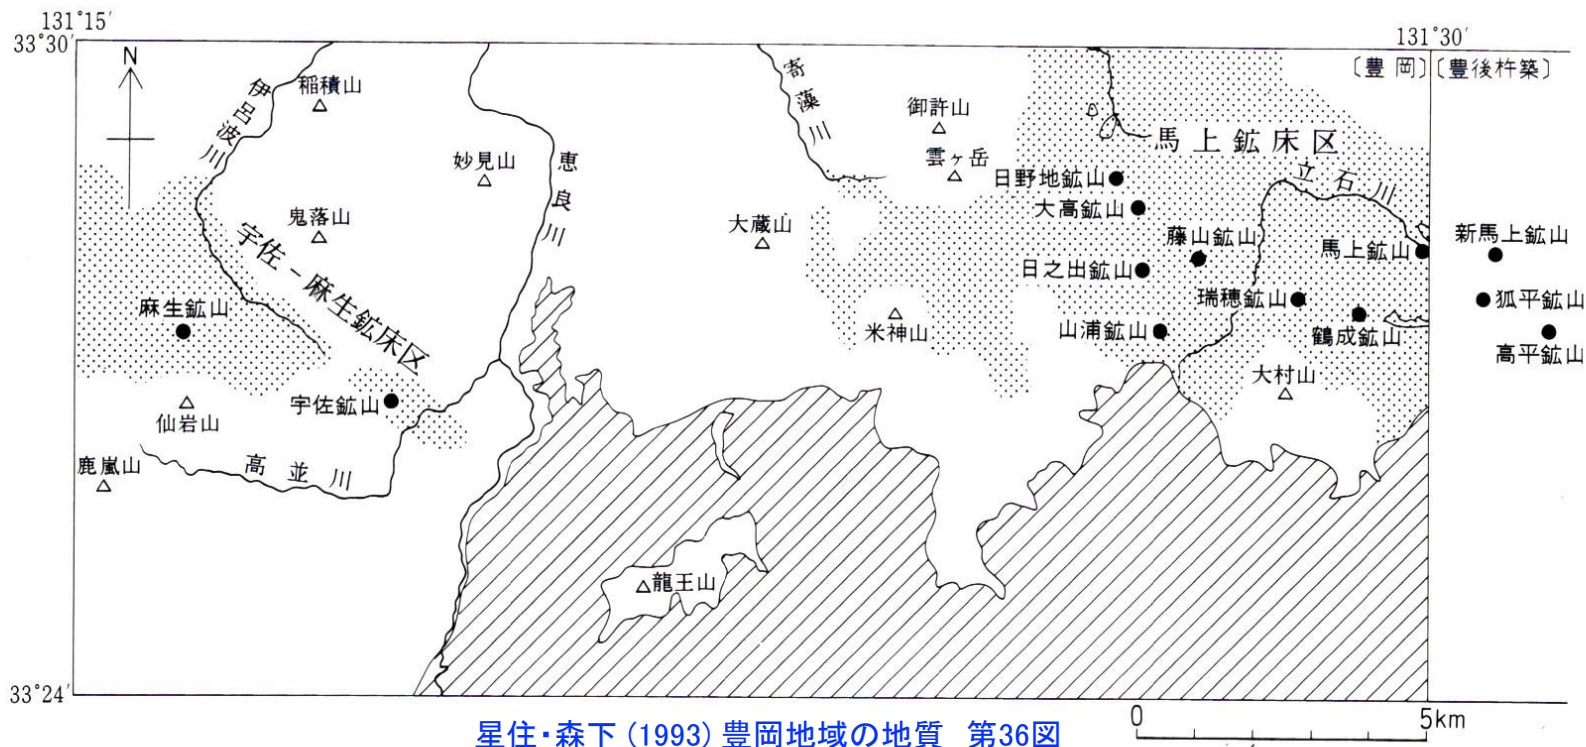 131°15′
131°30′
33°30′
〔豊岡〕〔豊後杵築〕
N
伊呂波川
稲積山
寄藻川
御許山
馬上鉱床区
妙見山
恵良川
雲ヶ岳
日野地鉱山
立石川
大高鉱山
鬼落山
大蔵山
藤山鉱山
新馬上鉱山
宇佐－麻生鉱床区
馬上鉱山
日之出鉱山
麻生鉱山
瑞穂鉱山
狐平鉱山
米神山
山浦鉱山
鶴成鉱山
高平鉱山
大村山
宇佐鉱山
仙岩山
鹿嵐山
高並川
龍王山
33°24′
0 5km
星住・森下(1993)豊岡地域の地質 第36図